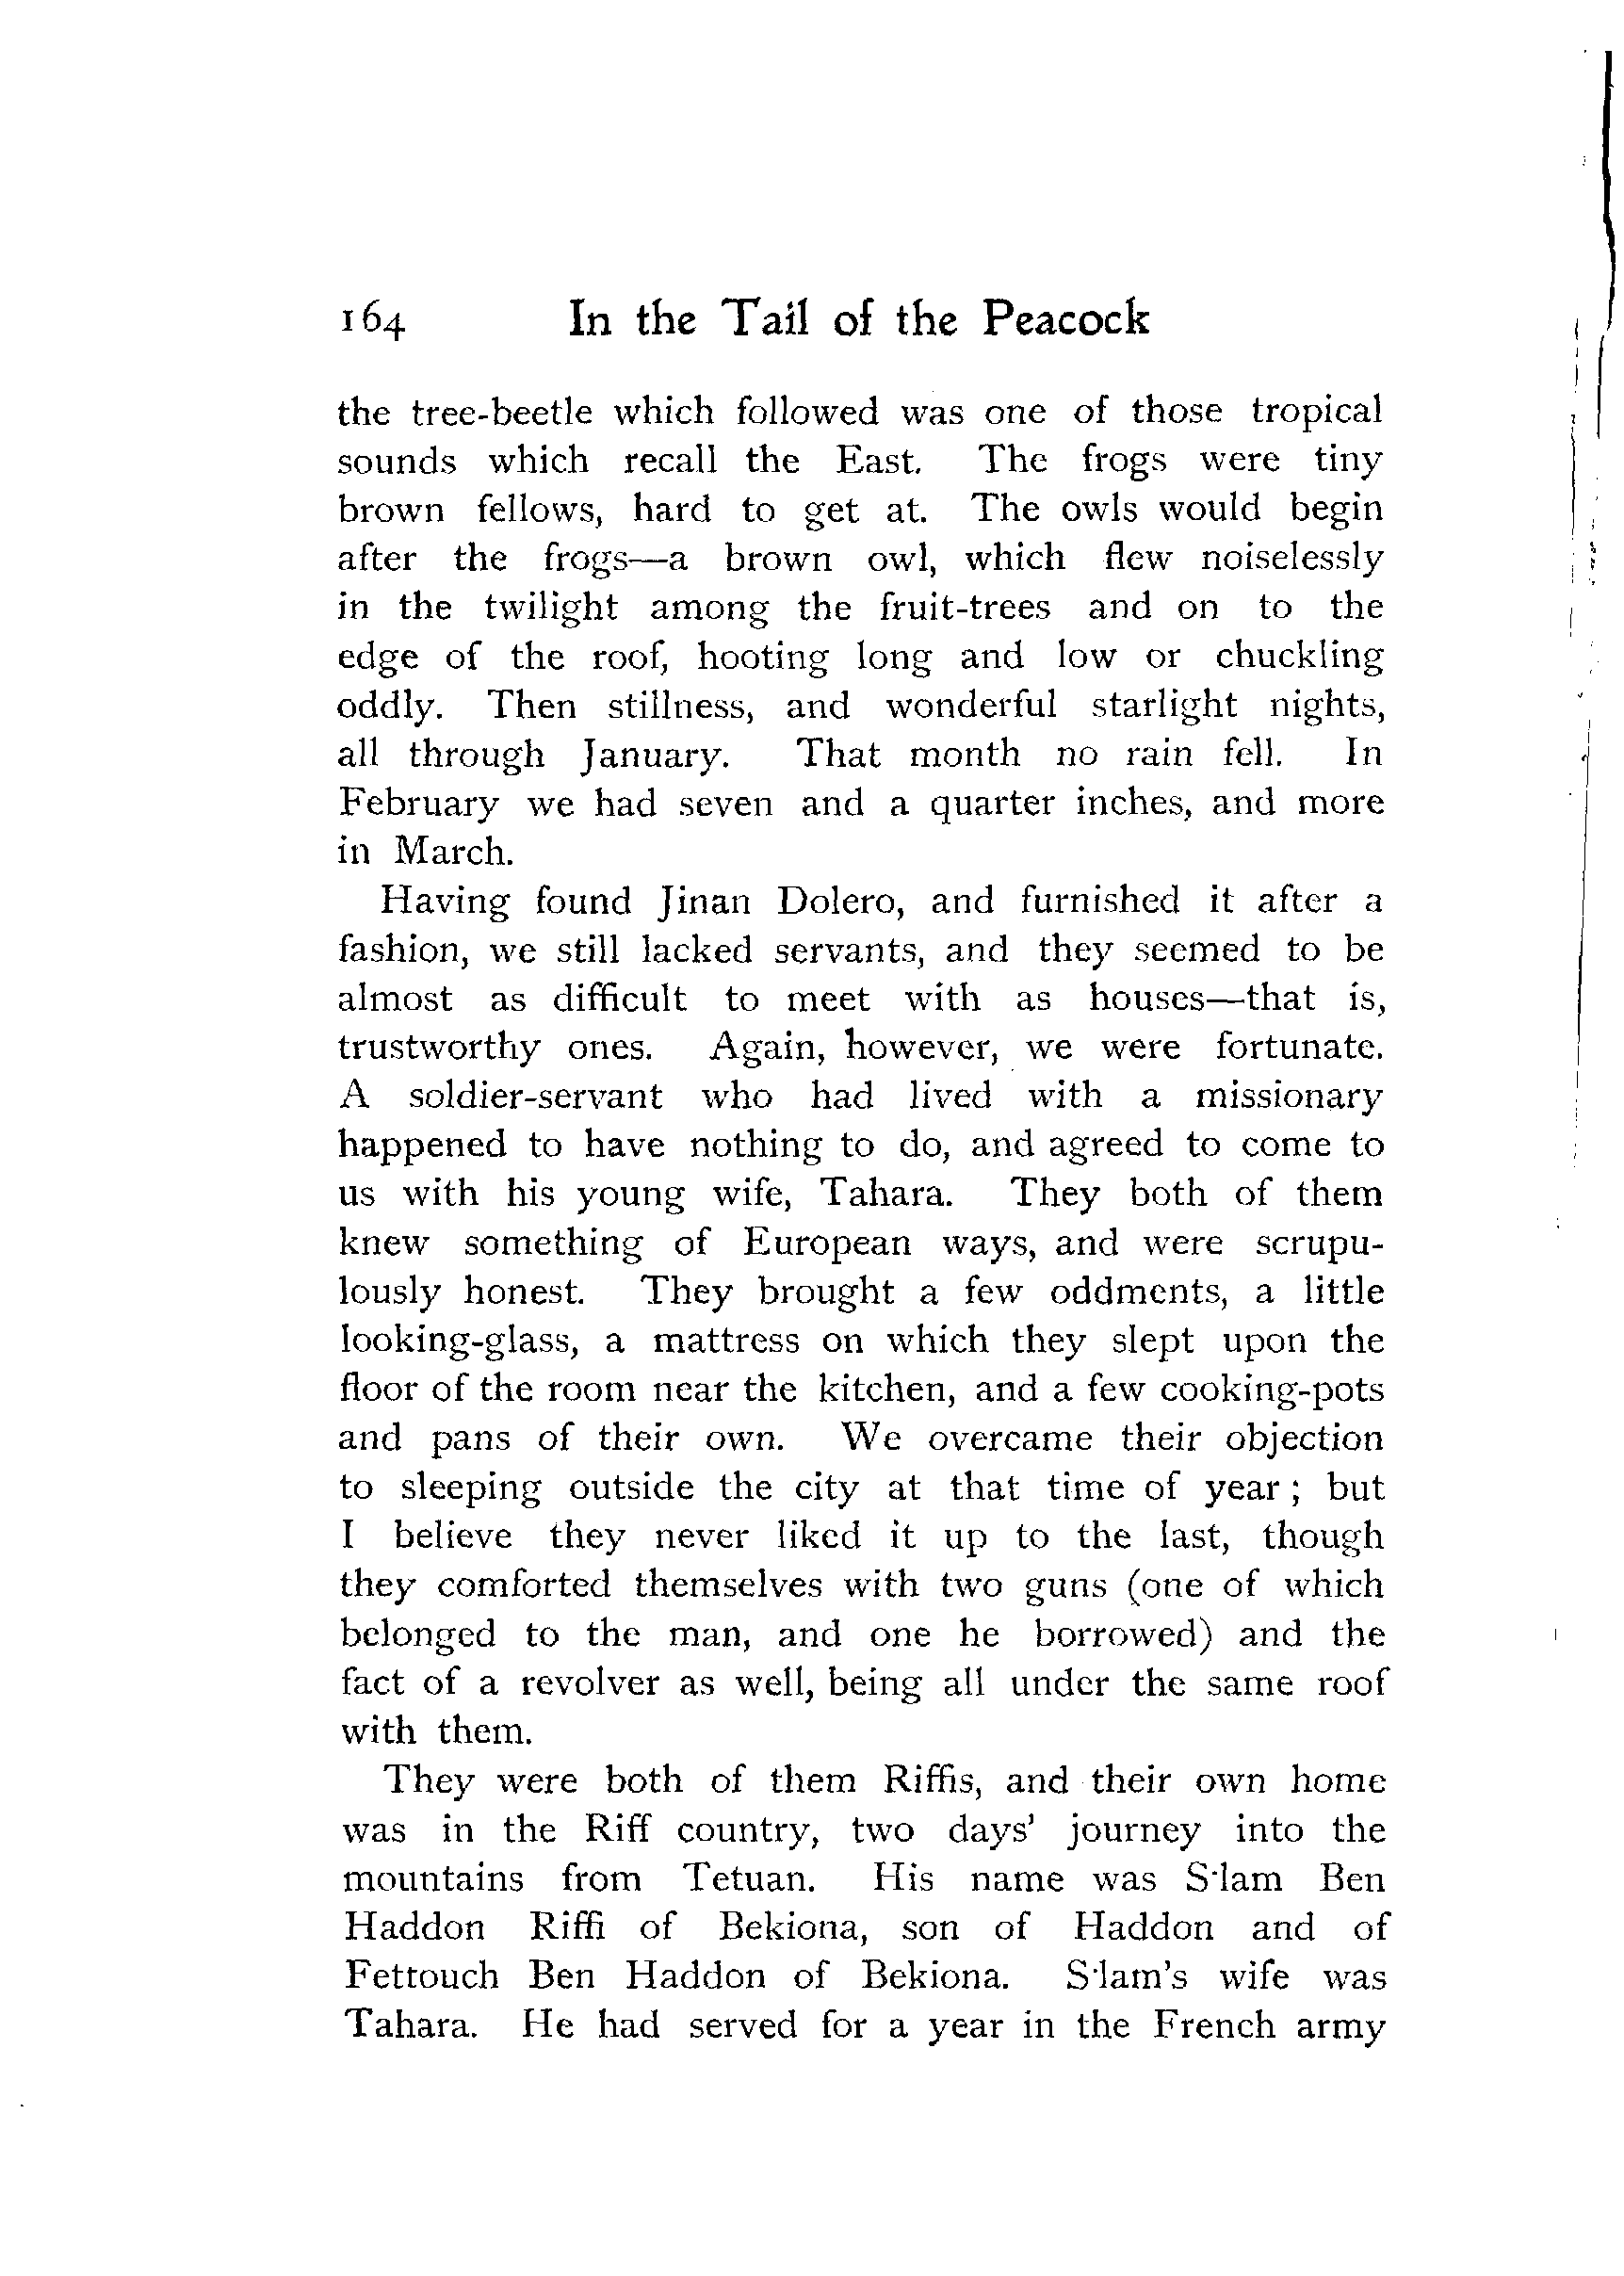 164 In the Tail of the Peacock
the tree-beetle which followed was one of those tropical
sounds which recall the East. The frogs were tiny
brown fellows, hard to get at. The owls would begin
after the frogs—a brown owl, which flew noiselessly
in the twilight among the fruit-trees and on to the
edge of the roof, hooting long and low or chuckling
oddly. Then stillness, and wonderful starlight nights,
all through January. That month no rain fell. In
February we had seven and a quarter inches, and more
in March.
Having found Jinan Dolero, and furnished it after a
fashion, we still lacked servants, and they seemed to be
almost as difficult to meet with as houses—that is,
trustworthy ones. Again, however, we were fortunate.
A soldier-servant who had lived with a missionary
happened to have nothing to do, and agreed to come to
us with his young wife, Tahara. They both of them
knew something of European ways, and were scrupu-
lously honest. They brought a few oddments, a little
looking-glass, a mattress on which they slept upon the
floor of the room near the kitchen, and a few cooking-pots
and pans of their own. We overcame their objection
to sleeping outside the city at that time of year; but
I believe they never liked it up to the last, though
they comforted themselves with two guns (one of which
belonged to the man, and one he borrowed) and the
fact of a revolver as well, being all under the same roof
with them.
They were both of them Riffis, and their own home
was in the Riff country, two days' journey into the
mountains from Tetuan. His name was S·lam Ben
Haddon Riffi of Bekiona, son of Haddon and of
Fettouch Ben Haddon of Bekiona. S·lam's wife was
Tahara. He had served for a year in the French army